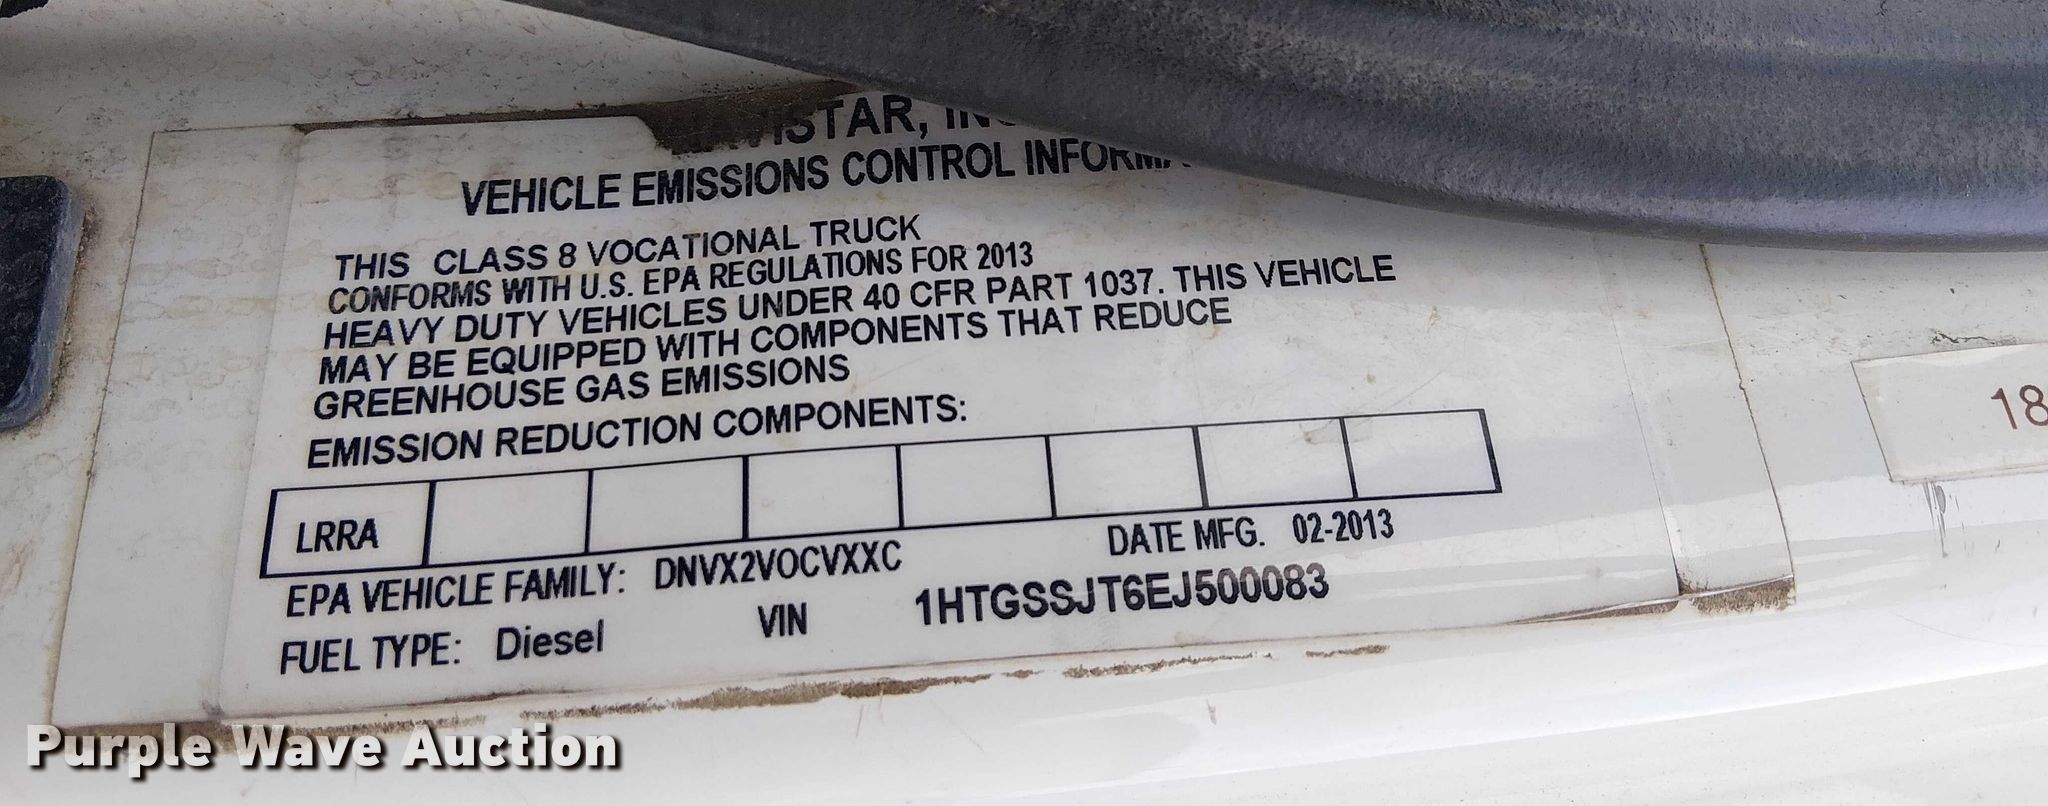 NAVISTAR, INC
VEHICLE EMISSIONS CONTROL
THIS CLASS 8 VOCATIONAL TRUCK
CONFORMS WITH U.S. EPA REGULATIONS FOR 2013
HEAVY DUTY VEHICLES UNDER 40 CFR PART 1037. THIS VEHICLE
MAY BE EQUIPPED WITH COMPONENTS THAT REDUCE
GREENHOUSE GAS EMISSIONS
EMISSION REDUCTION COMPONENTS:
LRRA
DATE MFG. 02-2013
EPA VEHICLE FAMILY: DNVX2VOCVXXC
FUEL TYPE: Diesel VIN 1HTGSSJT6EJ500083
18
Purple Wave Auction